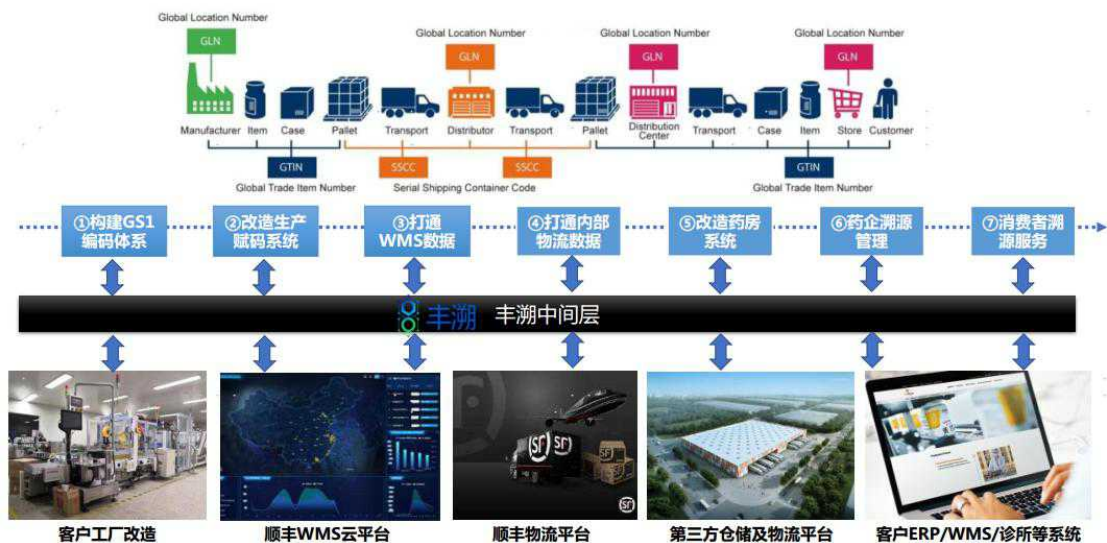 Global Location Number
GLN
Global Location Number
GLN
Global Location Number
GLN
Global Location Number
GLN
Manufacturer
Item
Case
Pallet
Transport
Distributor
Transport
Pallet
Distribution
Center
Transport
Case
Item
Store
Customer
GTIN
SSCC
SSCC
GTIN
Global Trade Item Number
Serial Shipping Container Code
Global Trade Item Number
①构建GS1
编码体系
②改造生产
赋码系统
③打通
WMS数据
④打通内部
物流数据
⑤改造药房
系统
⑥药企溯源
管理
⑦消费者溯
源服务
丰溯
丰溯中间层
SF
SF
SF
SF
客户工厂改造
顺丰WMS云平台
顺丰物流平台
第三方仓储及物流平台
客户ERP/WMS/诊所等系统